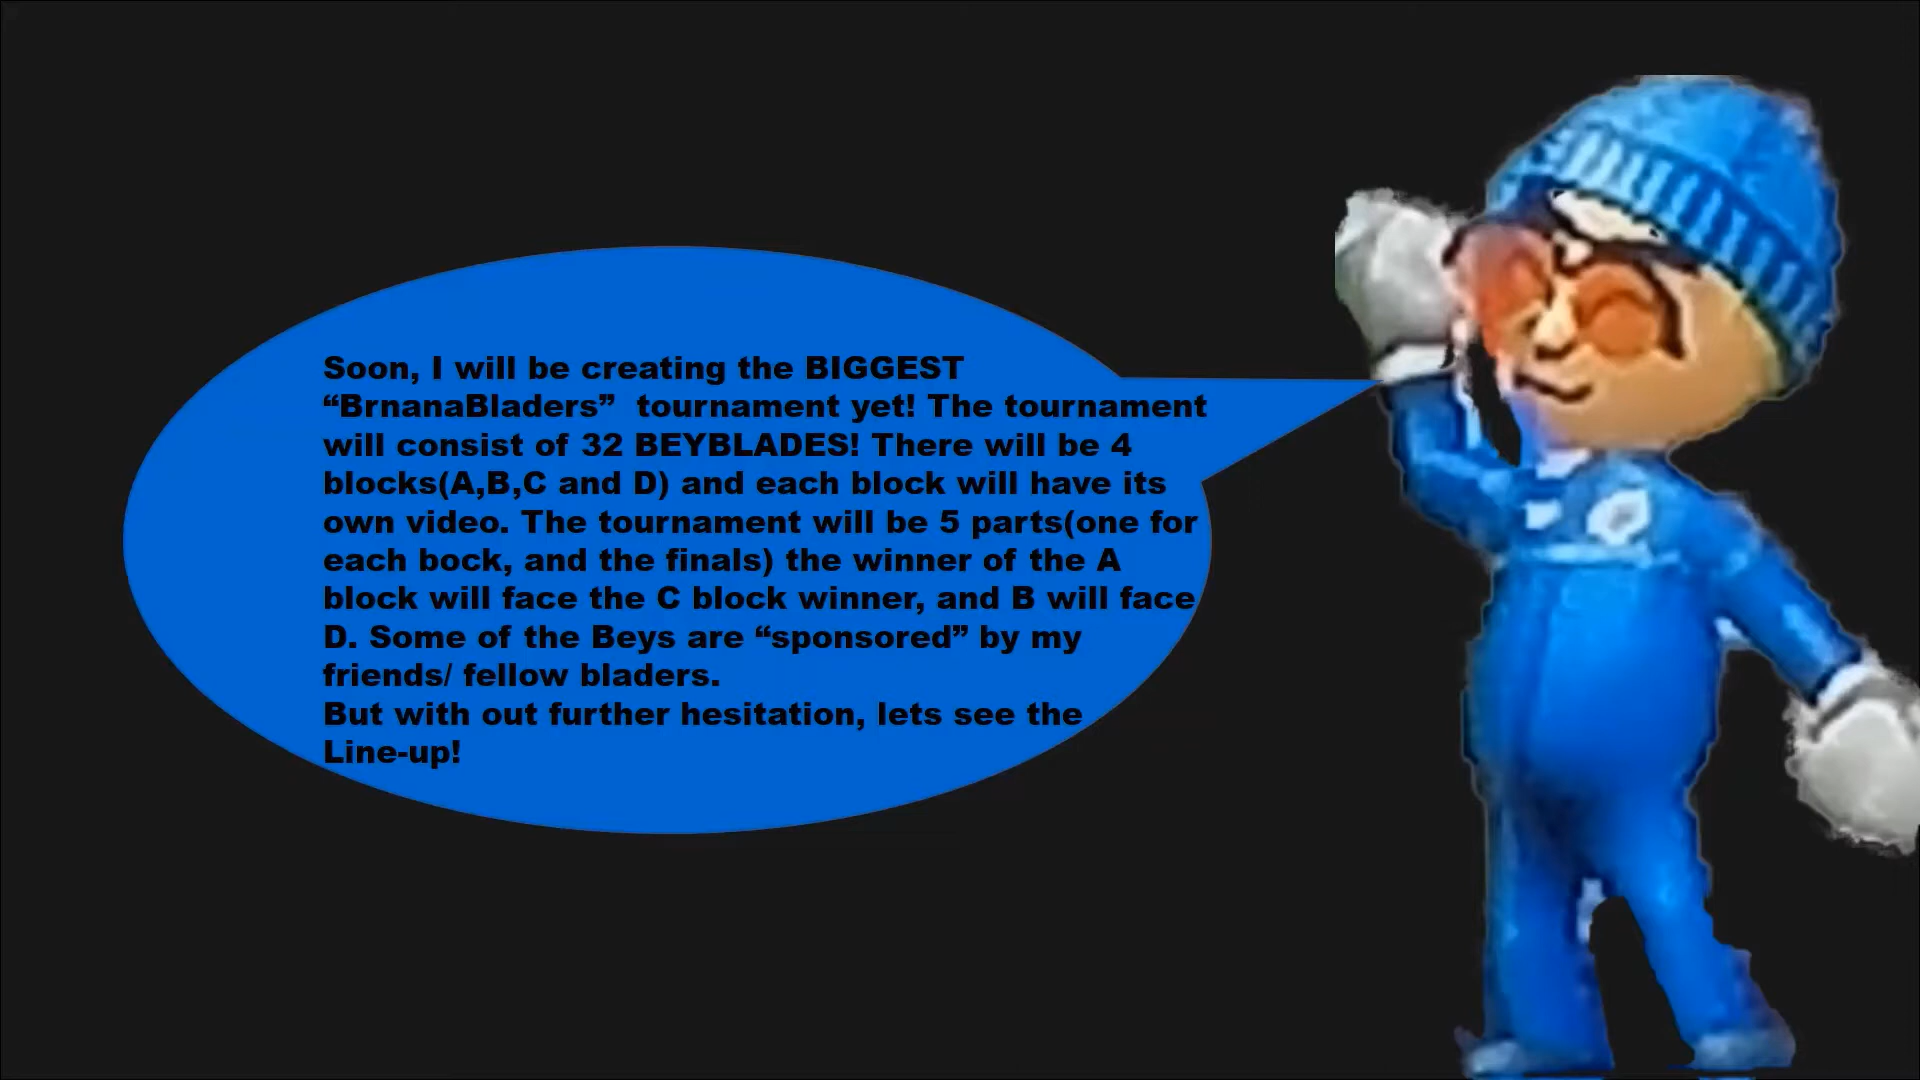 Soon, I will be creating the BIGGEST
“BrnanaBladers”  tournament yet! The tournament
will consist of 32 BEYBLADES! There will be 4
blocks(A,B,C and D) and each block will have its
own video. The tournament will be 5 parts(one for
each bock, and the finals) the winner of the A
block will face the C block winner, and B will face
D. Some of the Beys are “sponsored” by my
friends/ fellow bladers.
But with out further hesitation, lets see the
Line-up!